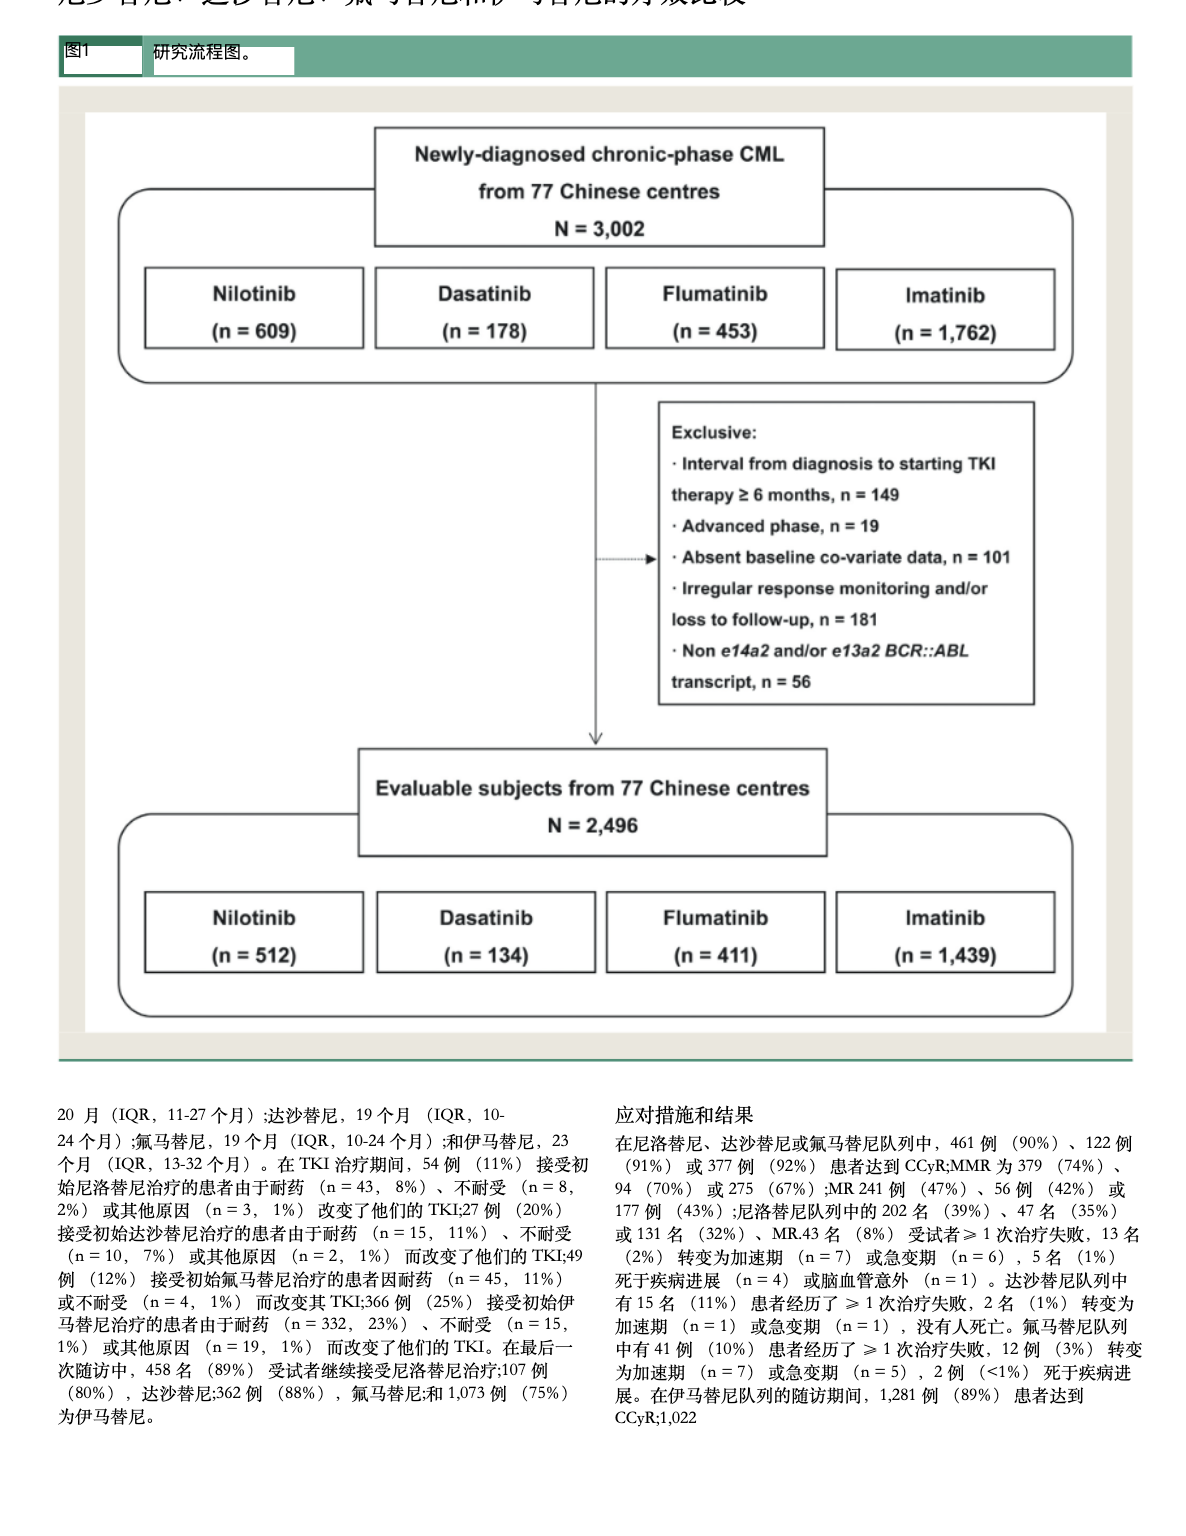 图1
研究流程图。
Newly-diagnosed chronic-phase CML
from 77 Chinese centres
N = 3,002
Nilotinib
(n = 609)
Dasatinib
(n = 178)
Flumatinib
(n = 453)
Imatinib
(n = 1,762)
Exclusive:
· Interval from diagnosis to starting TKI
therapy ≥ 6 months, n = 149
· Advanced phase, n = 19
· Absent baseline co-variate data, n = 101
· Irregular response monitoring and/or
loss to follow-up, n = 181
· Non e14a2 and/or e13a2 BCR::ABL
transcript, n = 56
Evaluable subjects from 77 Chinese centres
N = 2,496
Nilotinib
(n = 512)
Dasatinib
(n = 134)
Flumatinib
(n = 411)
Imatinib
(n = 1,439)
20 月（IQR，11-27 个月）;达沙替尼，19 个月 （IQR，10-
24 个月）;氟马替尼，19 个月（IQR，10-24 个月）;和伊马替尼，23
个月 （IQR，13-32 个月）。在 TKI 治疗期间，54 例 （11%） 接受初
始尼洛替尼治疗的患者由于耐药 （n = 43， 8%）、不耐受 （n = 8，
2%） 或其他原因 （n = 3， 1%） 改变了他们的 TKI;27 例 （20%）
接受初始达沙替尼治疗的患者由于耐药 （n = 15， 11%） 、不耐受
（n = 10， 7%） 或其他原因 （n = 2， 1%） 而改变了他们的 TKI;49
例 （12%） 接受初始氟马替尼治疗的患者因耐药 （n = 45， 11%）
或不耐受 （n = 4， 1%） 而改变其 TKI;366 例 （25%） 接受初始伊
马替尼治疗的患者由于耐药 （n = 332， 23%） 、不耐受 （n = 15，
1%） 或其他原因 （n = 19， 1%） 而改变了他们的 TKI。在最后一
次随访中，458 名 （89%） 受试者继续接受尼洛替尼治疗;107 例
（80%），达沙替尼;362 例 （88%），氟马替尼;和 1,073 例 （75%）
为伊马替尼。
应对措施和结果
在尼洛替尼、达沙替尼或氟马替尼队列中，461 例 （90%）、122 例
（91%） 或 377 例 （92%） 患者达到 CCyR;MMR 为 379 （74%）、
94 （70%） 或 275 （67%）;MR 241 例 （47%）、56 例 （42%） 或
177 例 （43%）;尼洛替尼队列中的 202 名 （39%）、47 名 （35%）
或 131 名 （32%）、MR.43 名 （8%） 受试者≥ 1 次治疗失败，13 名
（2%） 转变为加速期 （n = 7） 或急变期 （n = 6），5 名 （1%）
死于疾病进展 （n = 4） 或脑血管意外 （n = 1）。达沙替尼队列中
有 15 名 （11%） 患者经历了 ≥ 1 次治疗失败，2 名 （1%） 转变为
加速期 （n = 1） 或急变期 （n = 1），没有人死亡。氟马替尼队列
中有 41 例 （10%） 患者经历了 ≥ 1 次治疗失败，12 例 （3%） 转变
为加速期 （n = 7） 或急变期 （n = 5），2 例 （<1%） 死于疾病进
展。在伊马替尼队列的随访期间，1,281 例 （89%） 患者达到
CCyR;1,022